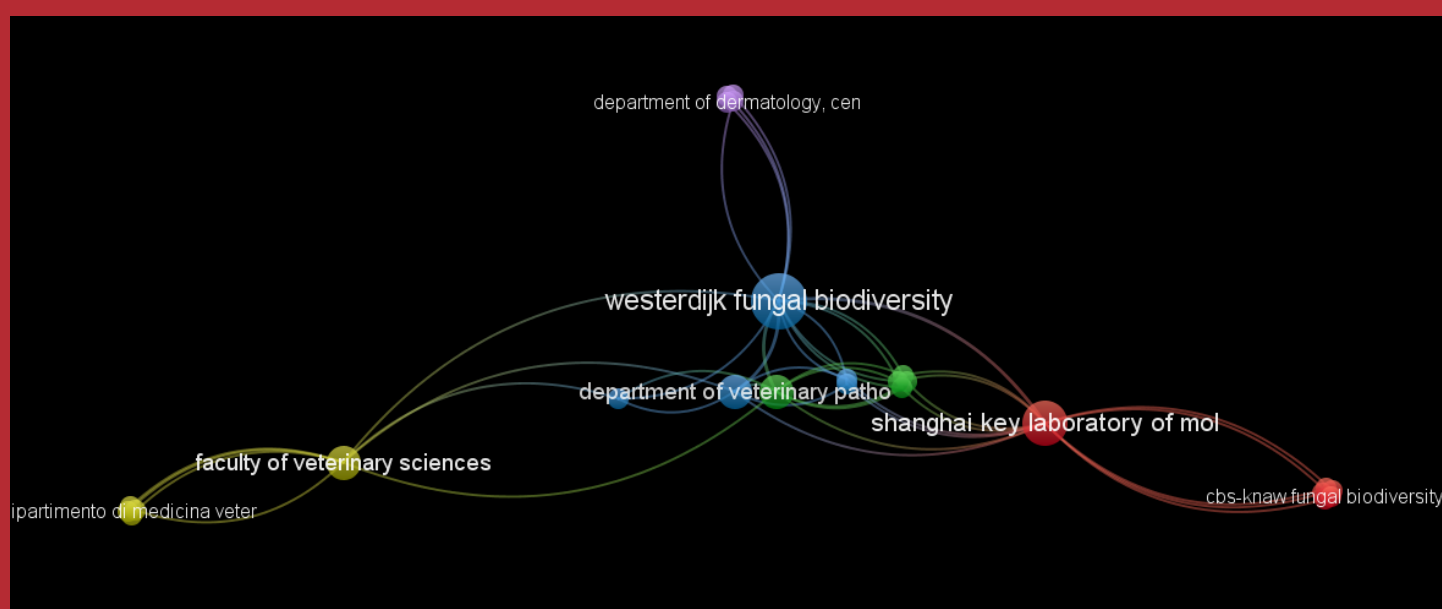 department of dermatology, cen
westerdijk fungal biodiversity
department of veterinary patho
shanghai key laboratory of mol
faculty of veterinary sciences
cbs-knaw fungal biodiversity
ipartimento di medicina veter